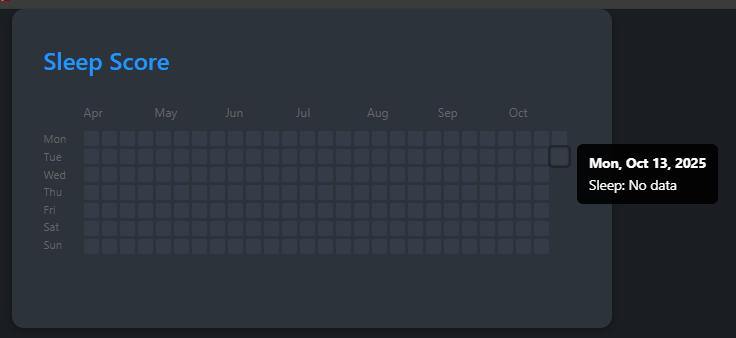 Sleep Score
Apr May Jun Jul Aug Sep Oct
Mon
Tue
Wed
Thu
Fri
Sat
Sun
Mon, Oct 13, 2025
Sleep: No data